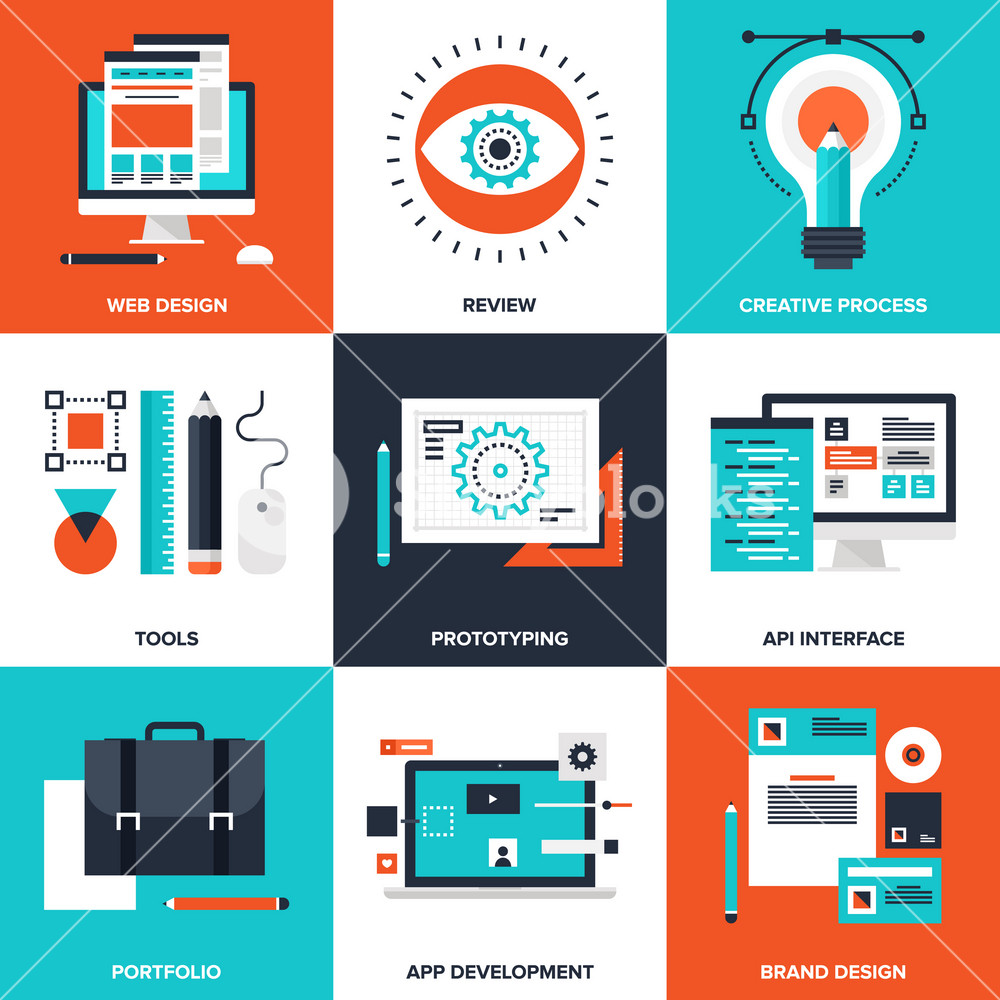 WEB DESIGN
REVIEW
CREATIVE PROCESS
TOOLS
PROTOTYPING
API INTERFACE
PORTFOLIO
APP DEVELOPMENT
BRAND DESIGN